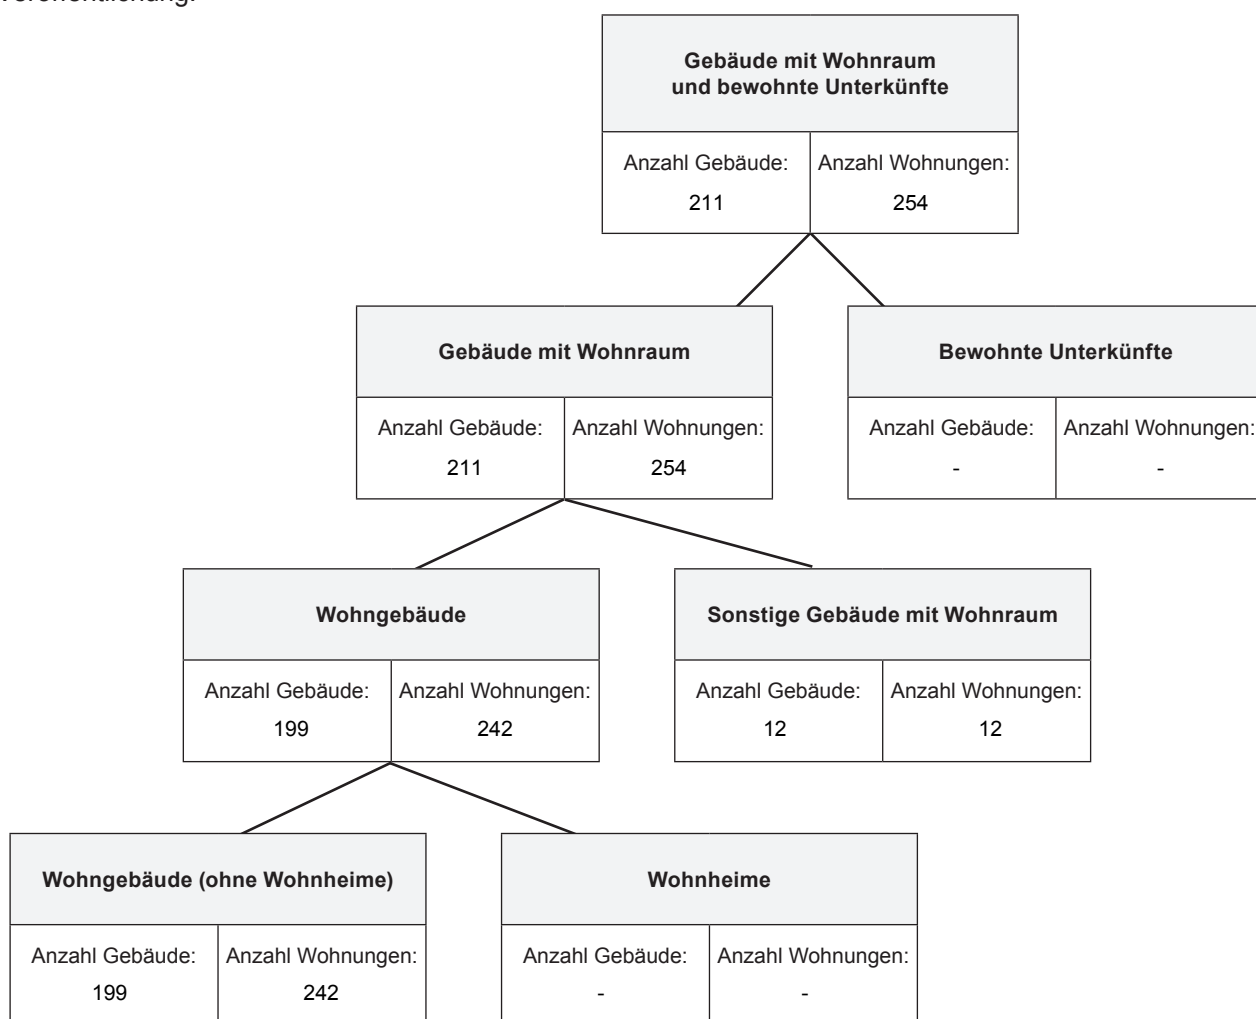 Veröffentlichung.
Gebäude mit Wohnraum
und bewohnte Unterkünfte
Anzahl Gebäude: Anzahl Wohnungen:
211 254
Gebäude mit Wohnraum
Bewohnte Unterkünfte
Anzahl Gebäude: Anzahl Wohnungen:
211 254
Anzahl Gebäude: Anzahl Wohnungen:
- -
Wohngebäude
Sonstige Gebäude mit Wohnraum
Anzahl Gebäude: Anzahl Wohnungen:
199 242
Anzahl Gebäude: Anzahl Wohnungen:
12 12
Wohngebäude (ohne Wohnheime)
Wohnheime
Anzahl Gebäude: Anzahl Wohnungen:
199 242
Anzahl Gebäude: Anzahl Wohnungen:
- -